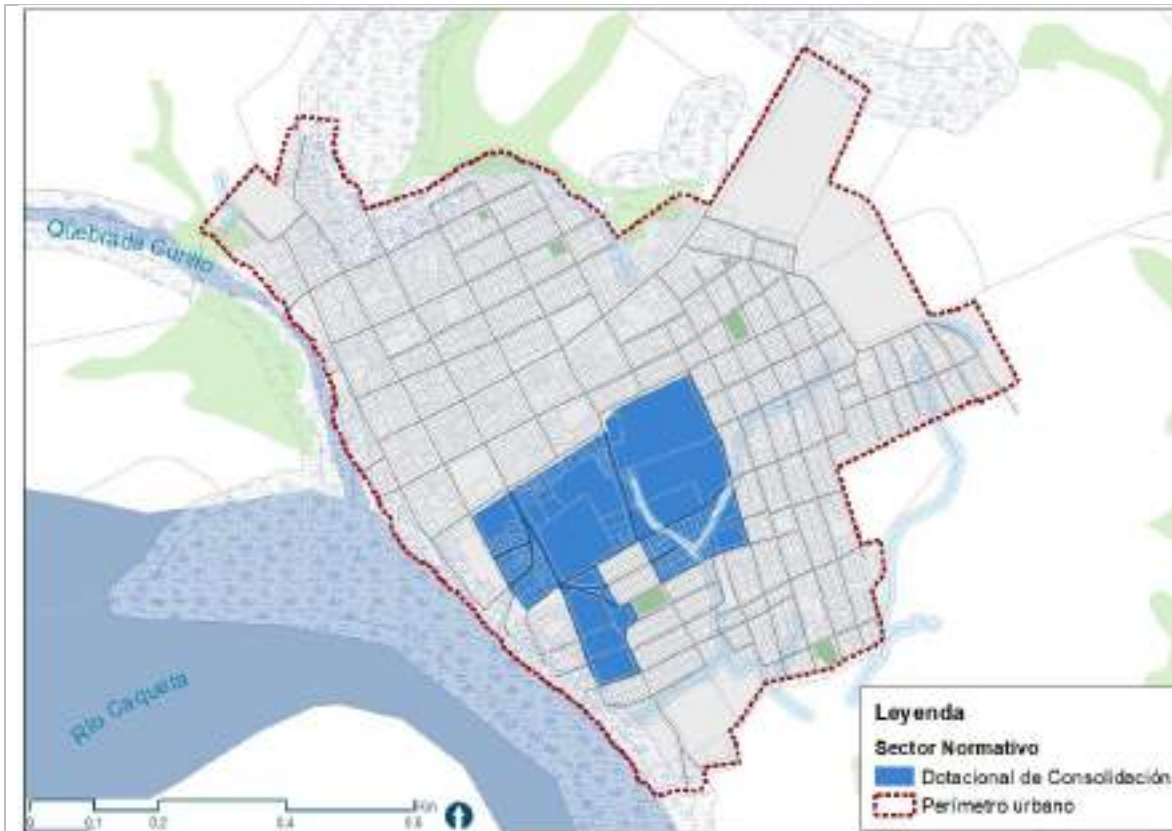 Quebrada Curillo
Río Caquetá
Leyenda
Sector Normativo
Dotacional de Consolidación
Perímetro urbano
Km
0 0,1 0,2 0,4 0,6